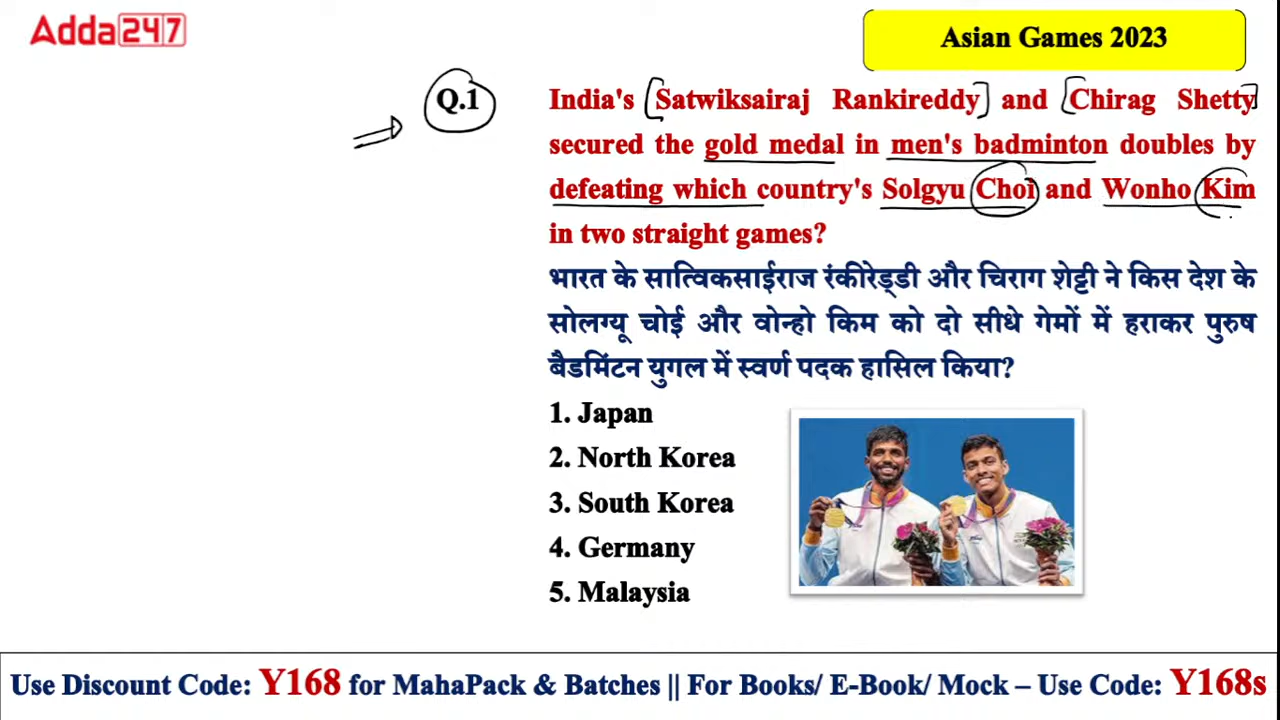 Adda247
Asian Games 2023
Q.1
India's Satwiksairaj Rankireddy and Chirag Shetty
secured the gold medal in men's badminton doubles by
defeating which country's Solgyu Choi and Wonho Kim
in two straight games?
भारत के सात्विकसाईराज रंकीरेड्डी और चिराग शेट्टी ने किस देश के
सोलग्यू चोई और वोन्हो किम को दो सीधे गेमों में हराकर पुरुष
बैडमिंटन युगल में स्वर्ण पदक हासिल किया?
1. Japan
2. North Korea
3. South Korea
4. Germany
5. Malaysia
Use Discount Code: Y168 for MahaPack & Batches || For Books/ E-Book/ Mock – Use Code: Y168s